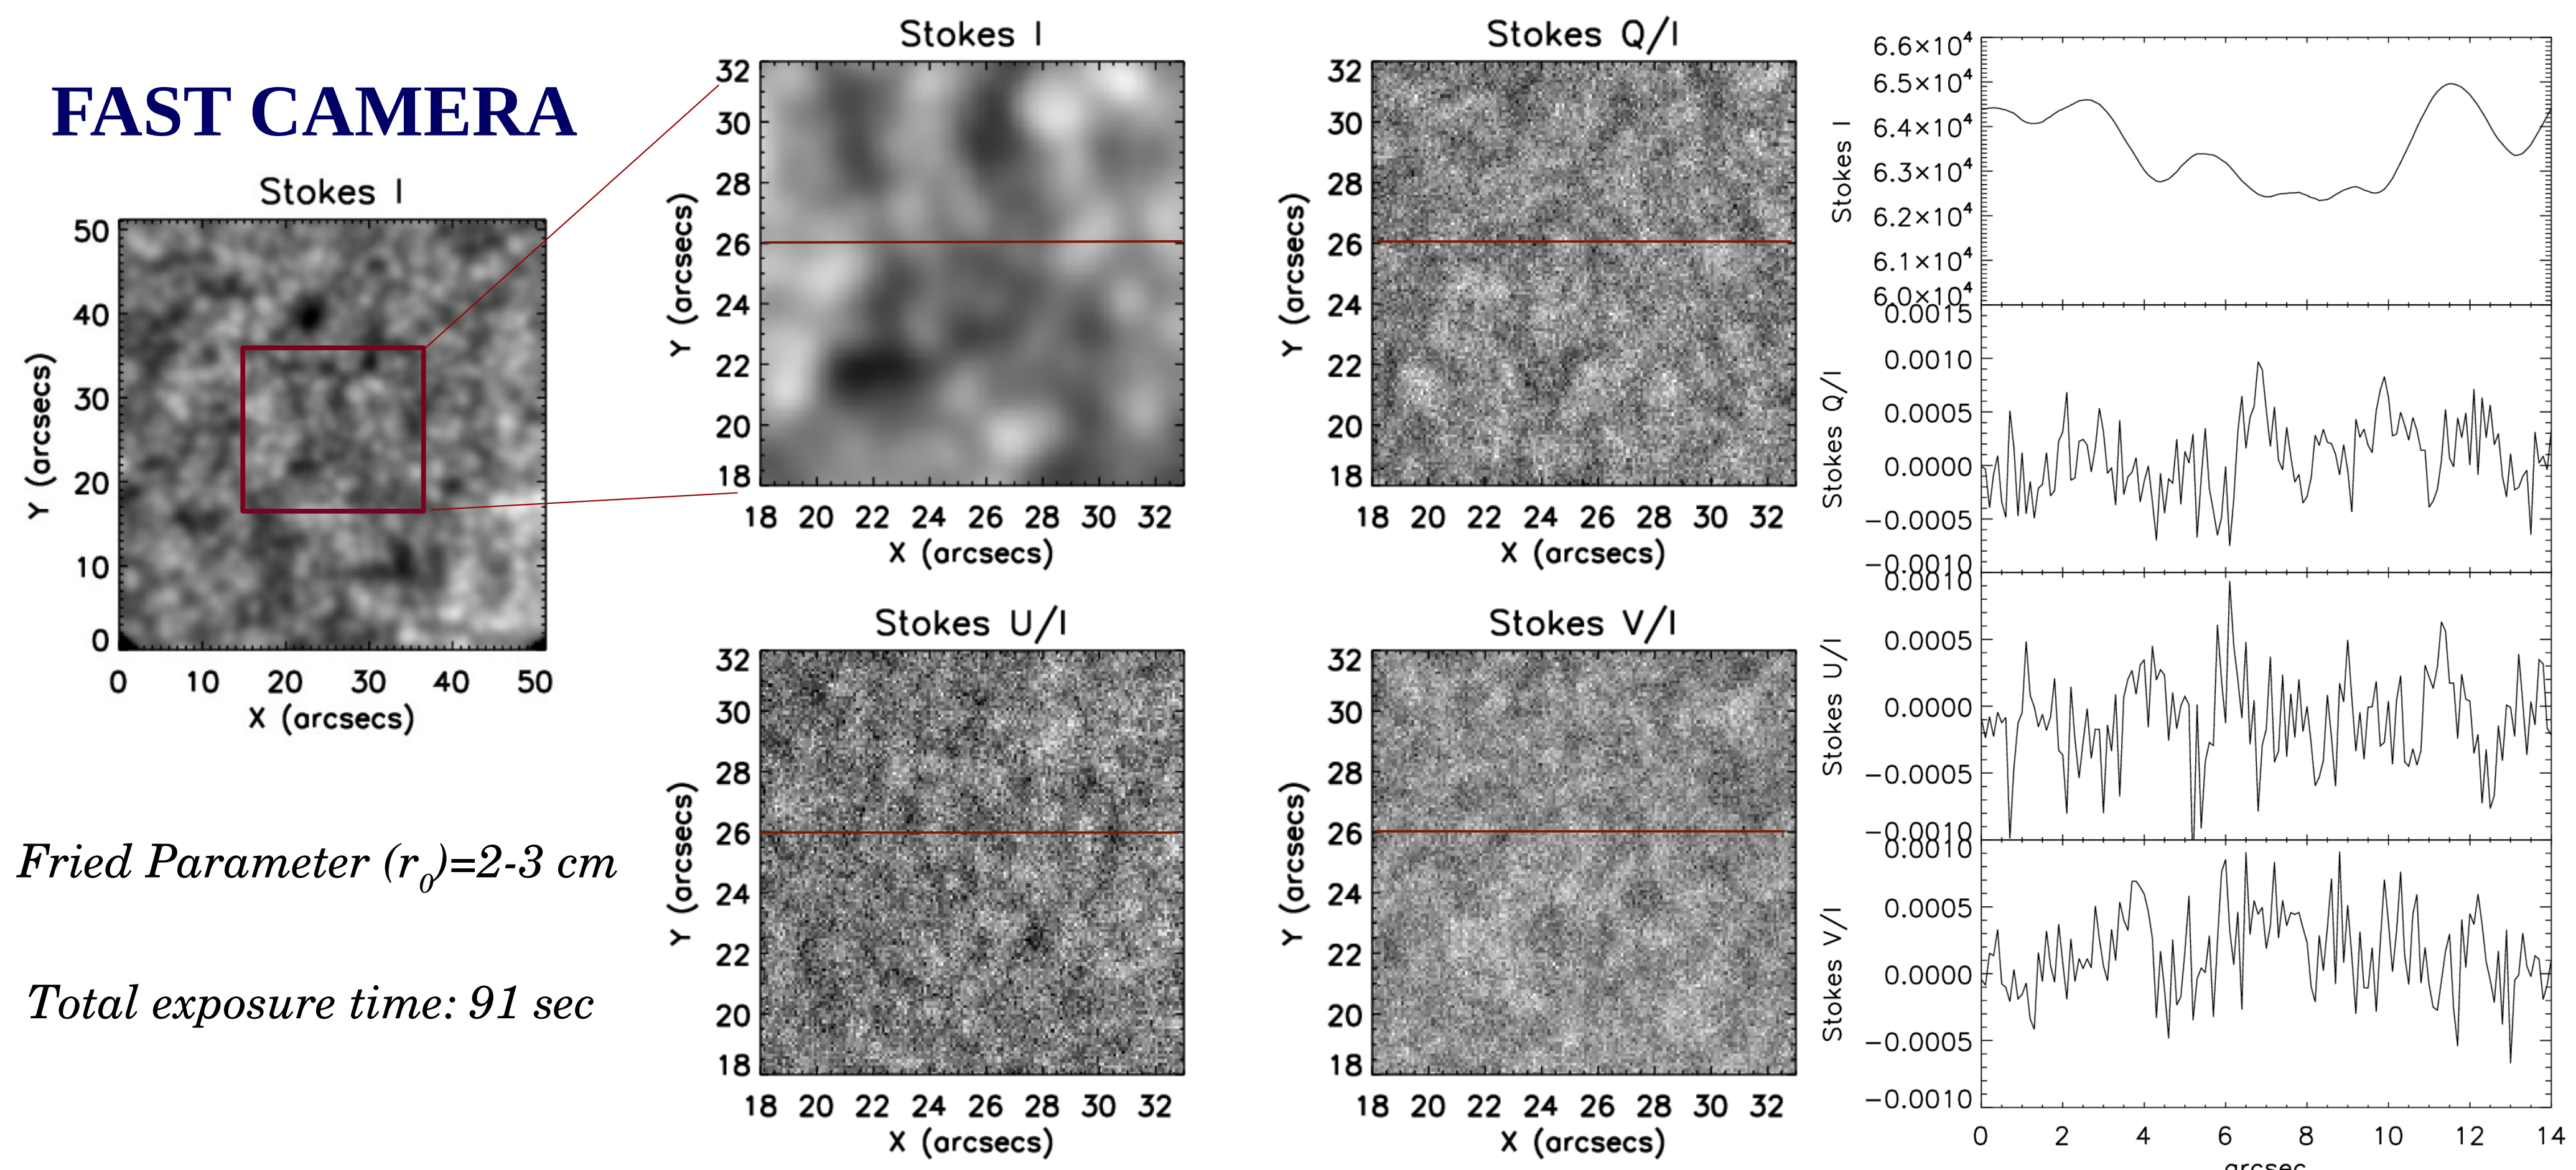 FAST CAMERA
Stokes I
50
40
30
20
10
0
Y (arcsecs)
0 10 20 30 40 50
X (arcsecs)
Fried Parameter (r0)=2-3 cm
Total exposure time: 91 sec
Stokes I
32
30
28
26
24
22
20
18
Y (arcsecs)
18 20 22 24 26 28 30 32
X (arcsecs)
Stokes Q/I
32
30
28
26
24
22
20
18
Y (arcsecs)
18 20 22 24 26 28 30 32
X (arcsecs)
Stokes U/I
32
30
28
26
24
22
20
18
Y (arcsecs)
18 20 22 24 26 28 30 32
X (arcsecs)
Stokes V/I
32
30
28
26
24
22
20
18
Y (arcsecs)
18 20 22 24 26 28 30 32
X (arcsecs)
Stokes I
6.6×10⁴
6.5×10⁴
6.4×10⁴
6.3×10⁴
6.2×10⁴
6.1×10⁴
6.0×10⁴
Stokes Q/I
0.0015
0.0010
0.0005
0.0000
−0.0005
−0.0010
Stokes U/I
0.0010
0.0005
0.0000
−0.0005
−0.0010
Stokes V/I
0.0010
0.0005
0.0000
−0.0005
−0.0010
0 2 4 6 8 10 12 14
arcsec